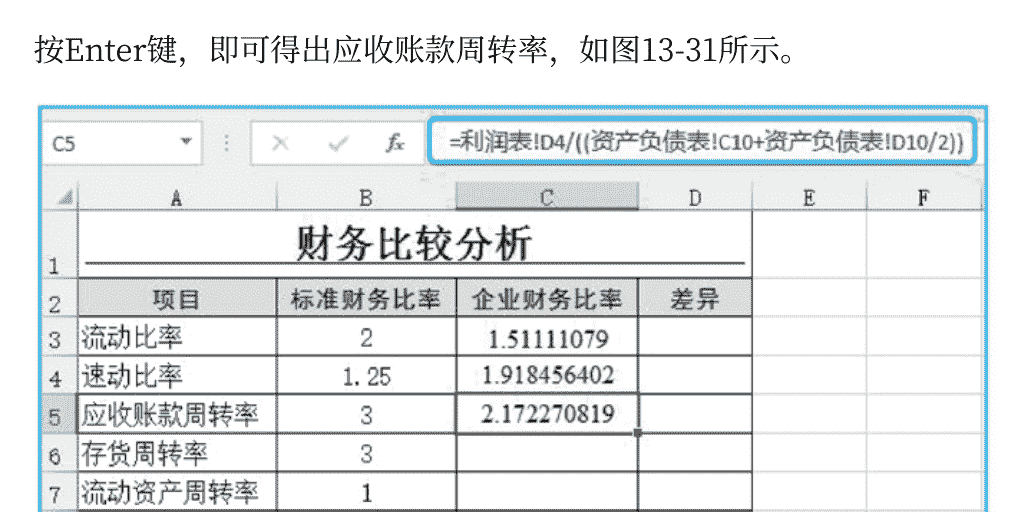 按Enter键，即可得出应收账款周转率，如图13-31所示。
C5 fx =利润表!D4/((资产负债表!C10+资产负债表!D10/2))
A B C D E F
1 财务比较分析
2 项目 标准财务比率 企业财务比率 差异
3 流动比率 2 1.51111079
4 速动比率 1.25 1.918456402
5 应收账款周转率 3 2.172270819
6 存货周转率 3
7 流动资产周转率 1